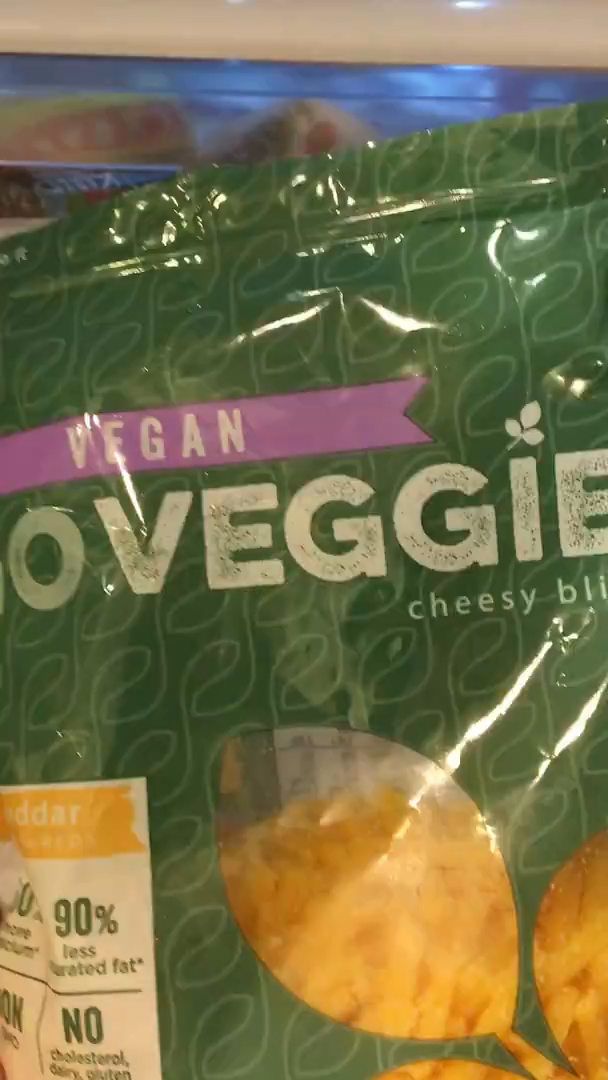 VEGAN
OVEGGIE
cheesy bli
ddar
90%
less
urated fat*
NO
cholesterol,
dairy, gluten